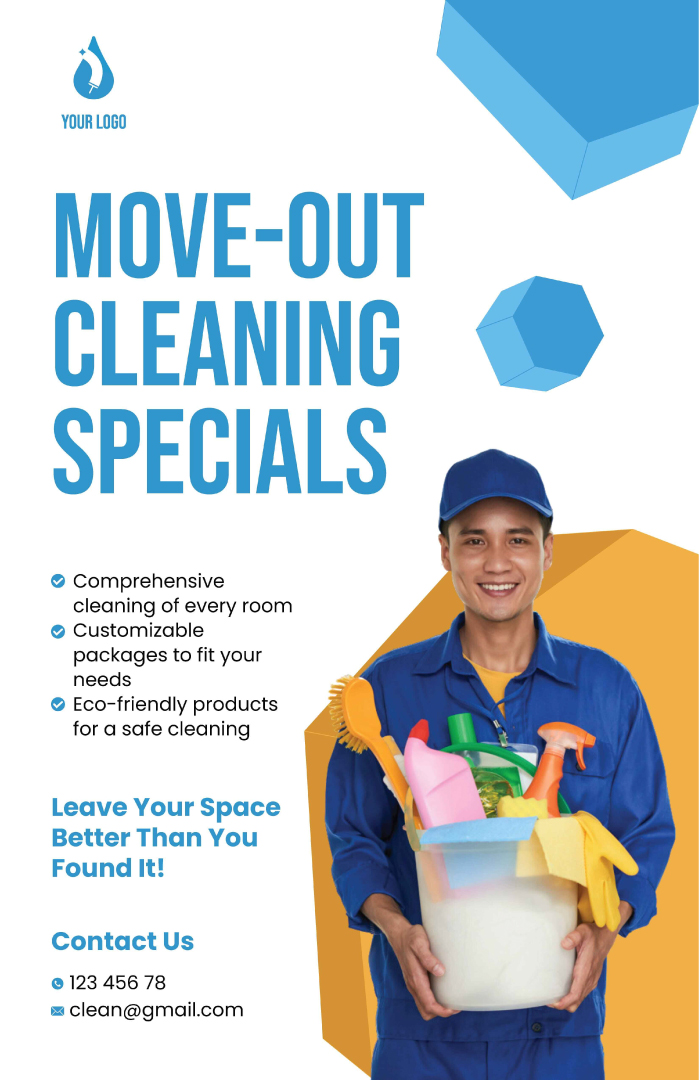 YOUR LOGO
MOVE-OUT
CLEANING
SPECIALS
Comprehensive
cleaning of every room
Customizable
packages to fit your
needs
Eco-friendly products
for a safe cleaning
Leave Your Space
Better Than You
Found It!
Contact Us
123 456 78
clean@gmail.com